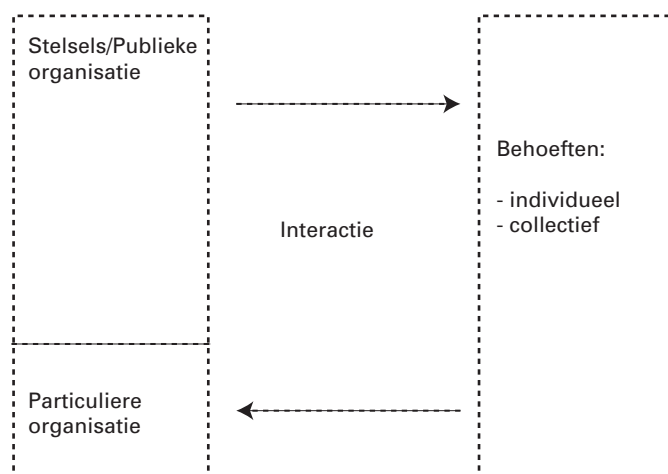 Stelsels/Publieke
organisatie
Behoeften:
- individueel
- collectief
Interactie
Particuliere
organisatie